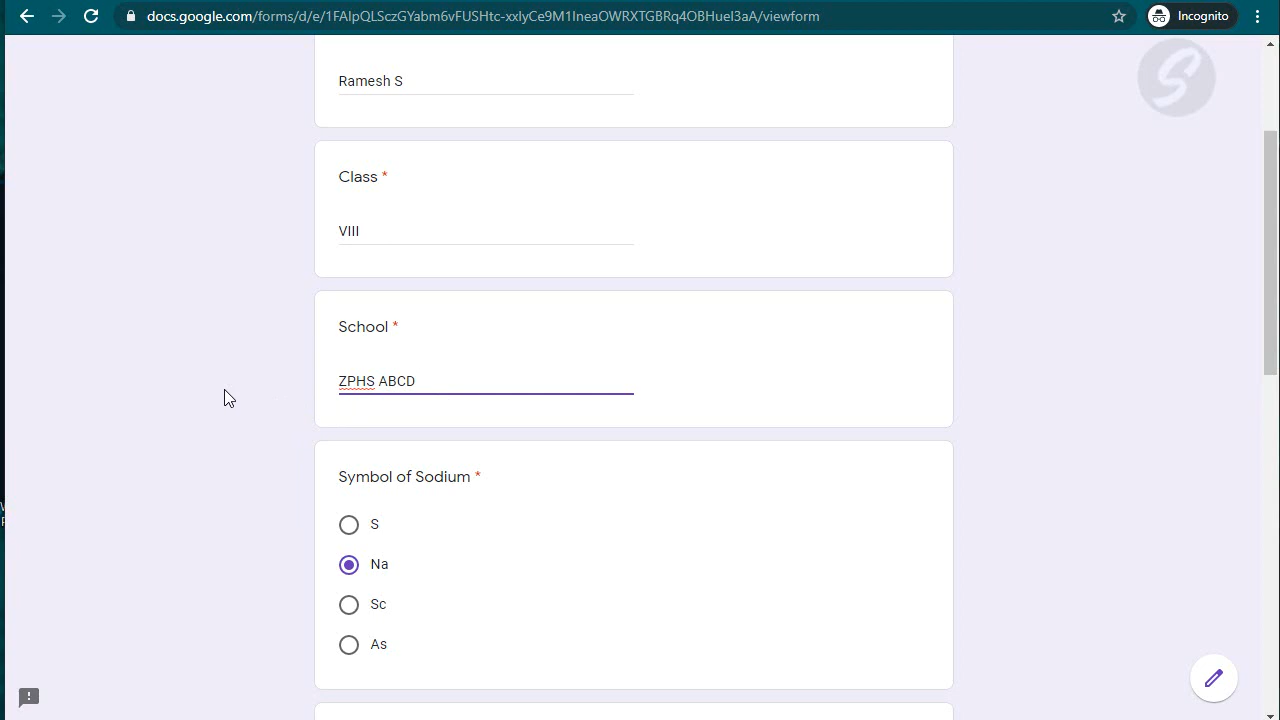 docs.google.com/forms/d/e/1FAIpQLSczGYabm6vFUSHtc-xxlyCe9M1IneaOWRXTGBRq4OBHueI3aA/viewform
Incognito
Ramesh S
Class *
VIII
School *
ZPHS ABCD
Symbol of Sodium *
S
Na
Sc
As